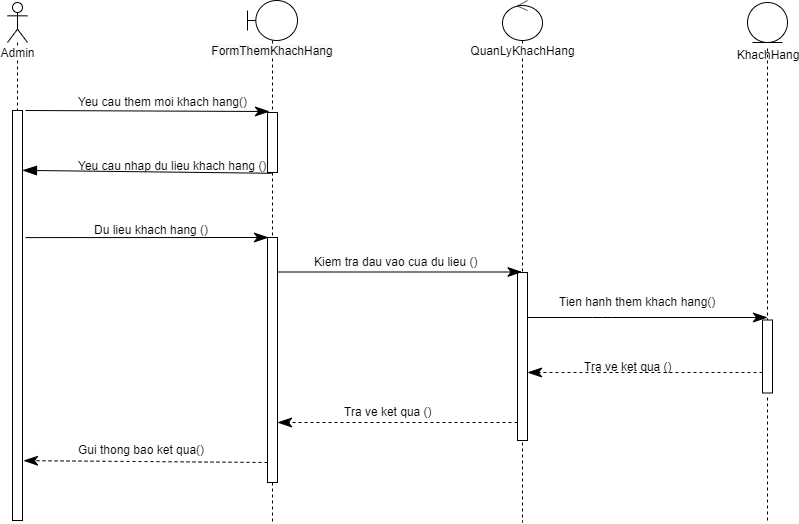 Admin
FormThemKhachHang
QuanLyKhachHang
KhachHang
Yeu cau them moi khach hang()
Yeu cau nhap du lieu khach hang ()
Du lieu khach hang ()
Kiem tra dau vao cua du lieu ()
Tien hanh them khach hang()
Tra ve ket qua ()
Tra ve ket qua ()
Gui thong bao ket qua()